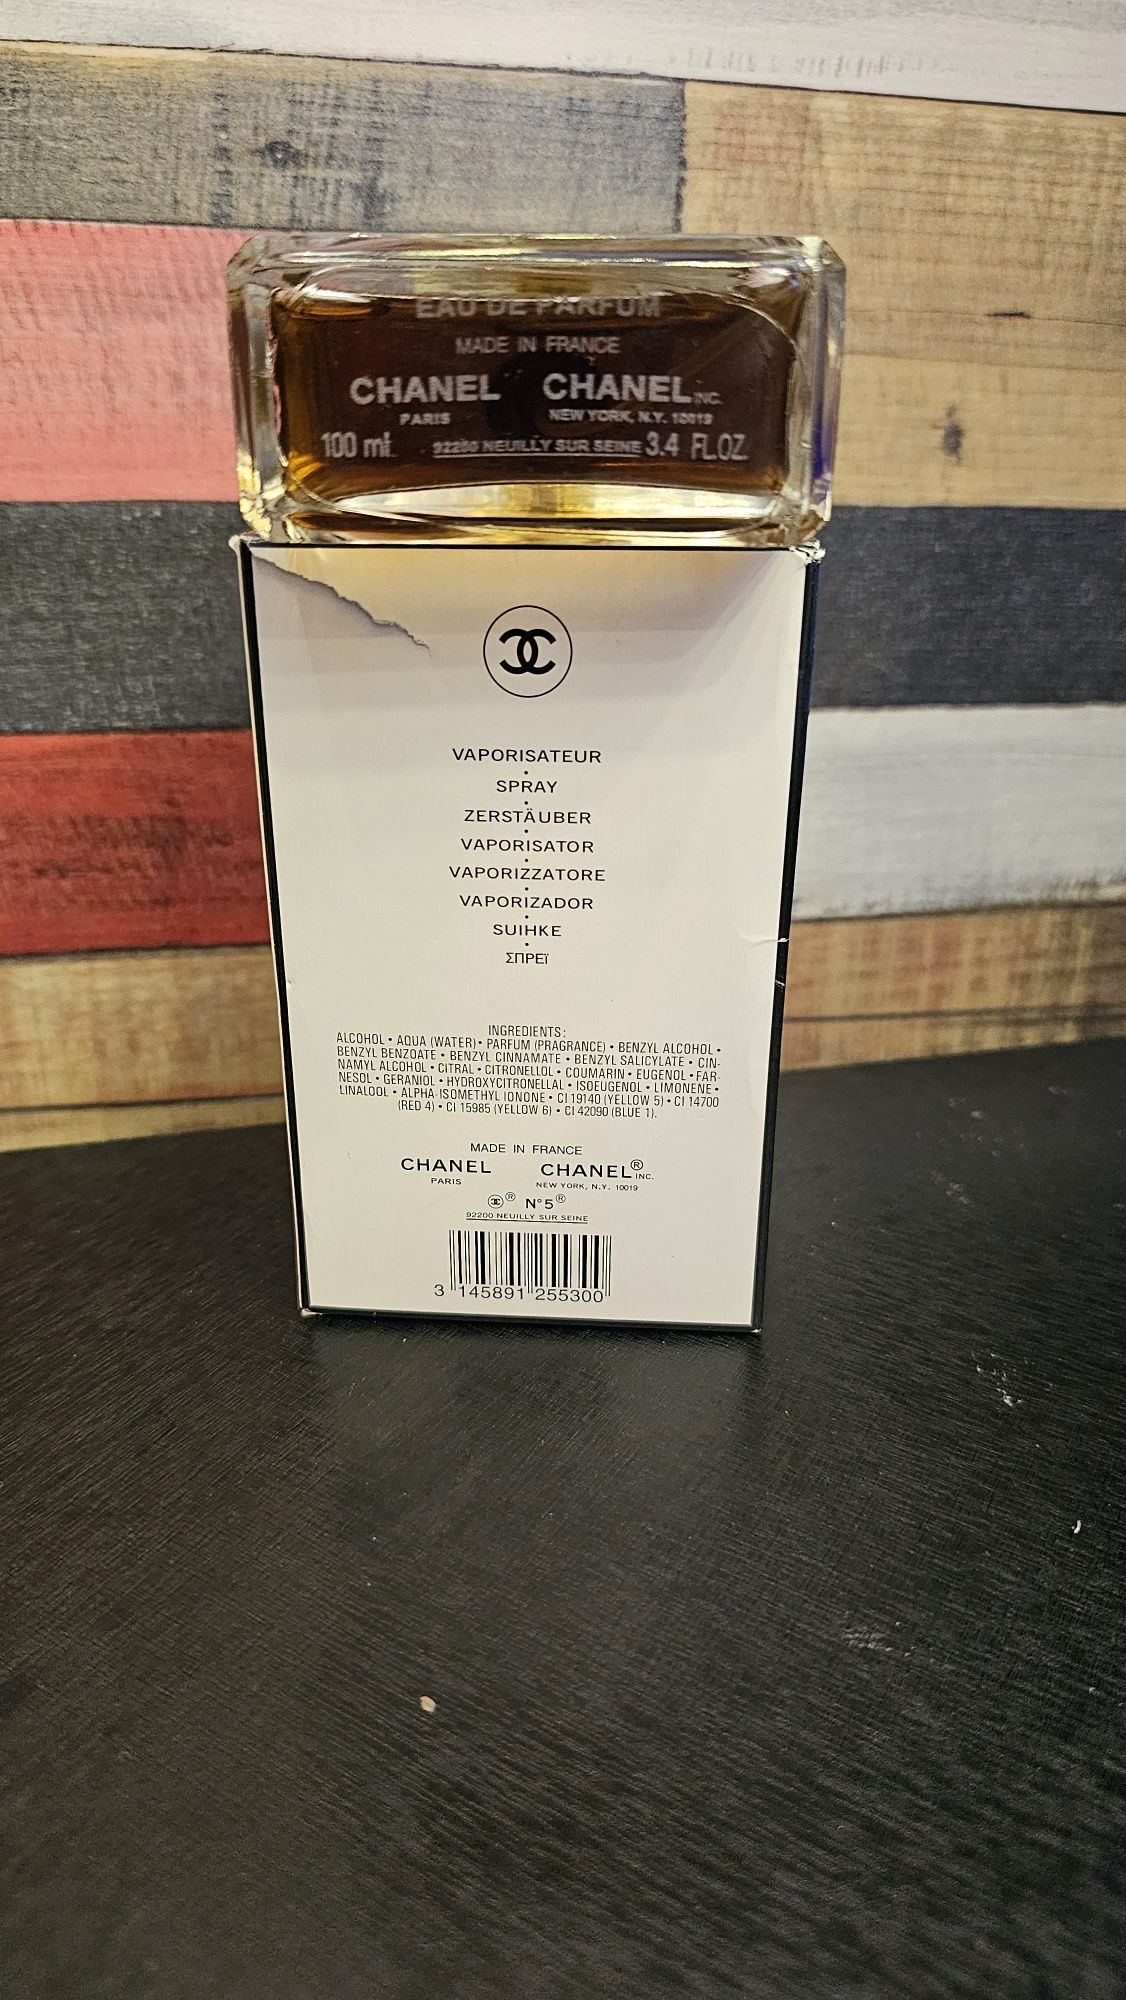 EAU DE PARFUM
MADE IN FRANCE
CHANEL CHANEL INC.
PARIS NEW YORK, N.Y. 10019
100 ml. 92200 NEUILLY SUR SEINE 3.4 FL.OZ.
VAPORISATEUR
•
SPRAY
•
ZERSTÄUBER
•
VAPORISATOR
•
VAPORIZZATORE
•
VAPORIZADOR
•
SUIHKE
•
ΣΠΡΕΪ
INGREDIENTS:
ALCOHOL • AQUA (WATER) • PARFUM (FRAGRANCE) • BENZYL ALCOHOL •
BENZYL BENZOATE • BENZYL CINNAMATE • BENZYL SALICYLATE • CIN-
NAMYL ALCOHOL • CITRAL • CITRONELLOL • COUMARIN • EUGENOL • FAR-
NESOL • GERANIOL • HYDROXYCITRONELLAL • ISOEUGENOL • LIMONENE •
LINALOOL • ALPHA-ISOMETHYL IONONE • CI 19140 (YELLOW 5) • CI 14700
(RED 4) • CI 15985 (YELLOW 6) • CI 42090 (BLUE 1).
MADE IN FRANCE
CHANEL CHANEL® INC.
PARIS NEW YORK, N.Y. 10019
® N°5®
92200 NEUILLY SUR SEINE
3 145891 255300